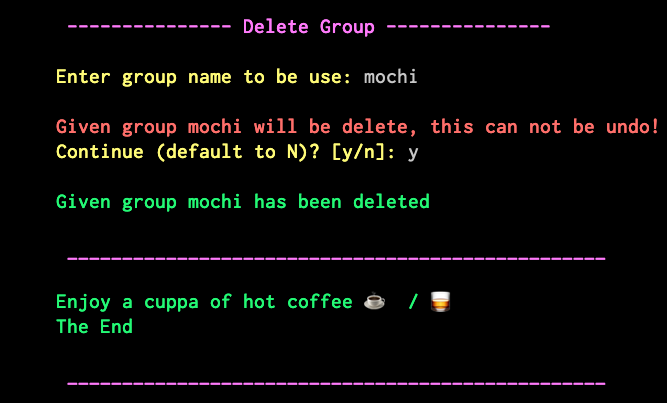 --------------- Delete Group ---------------
Enter group name to be use: mochi
Given group mochi will be delete, this can not be undo!
Continue (default to N)? [y/n]: y
Given group mochi has been deleted
-------------------------------------------------
Enjoy a cuppa of hot coffee ☕ / 🥃
The End
-------------------------------------------------